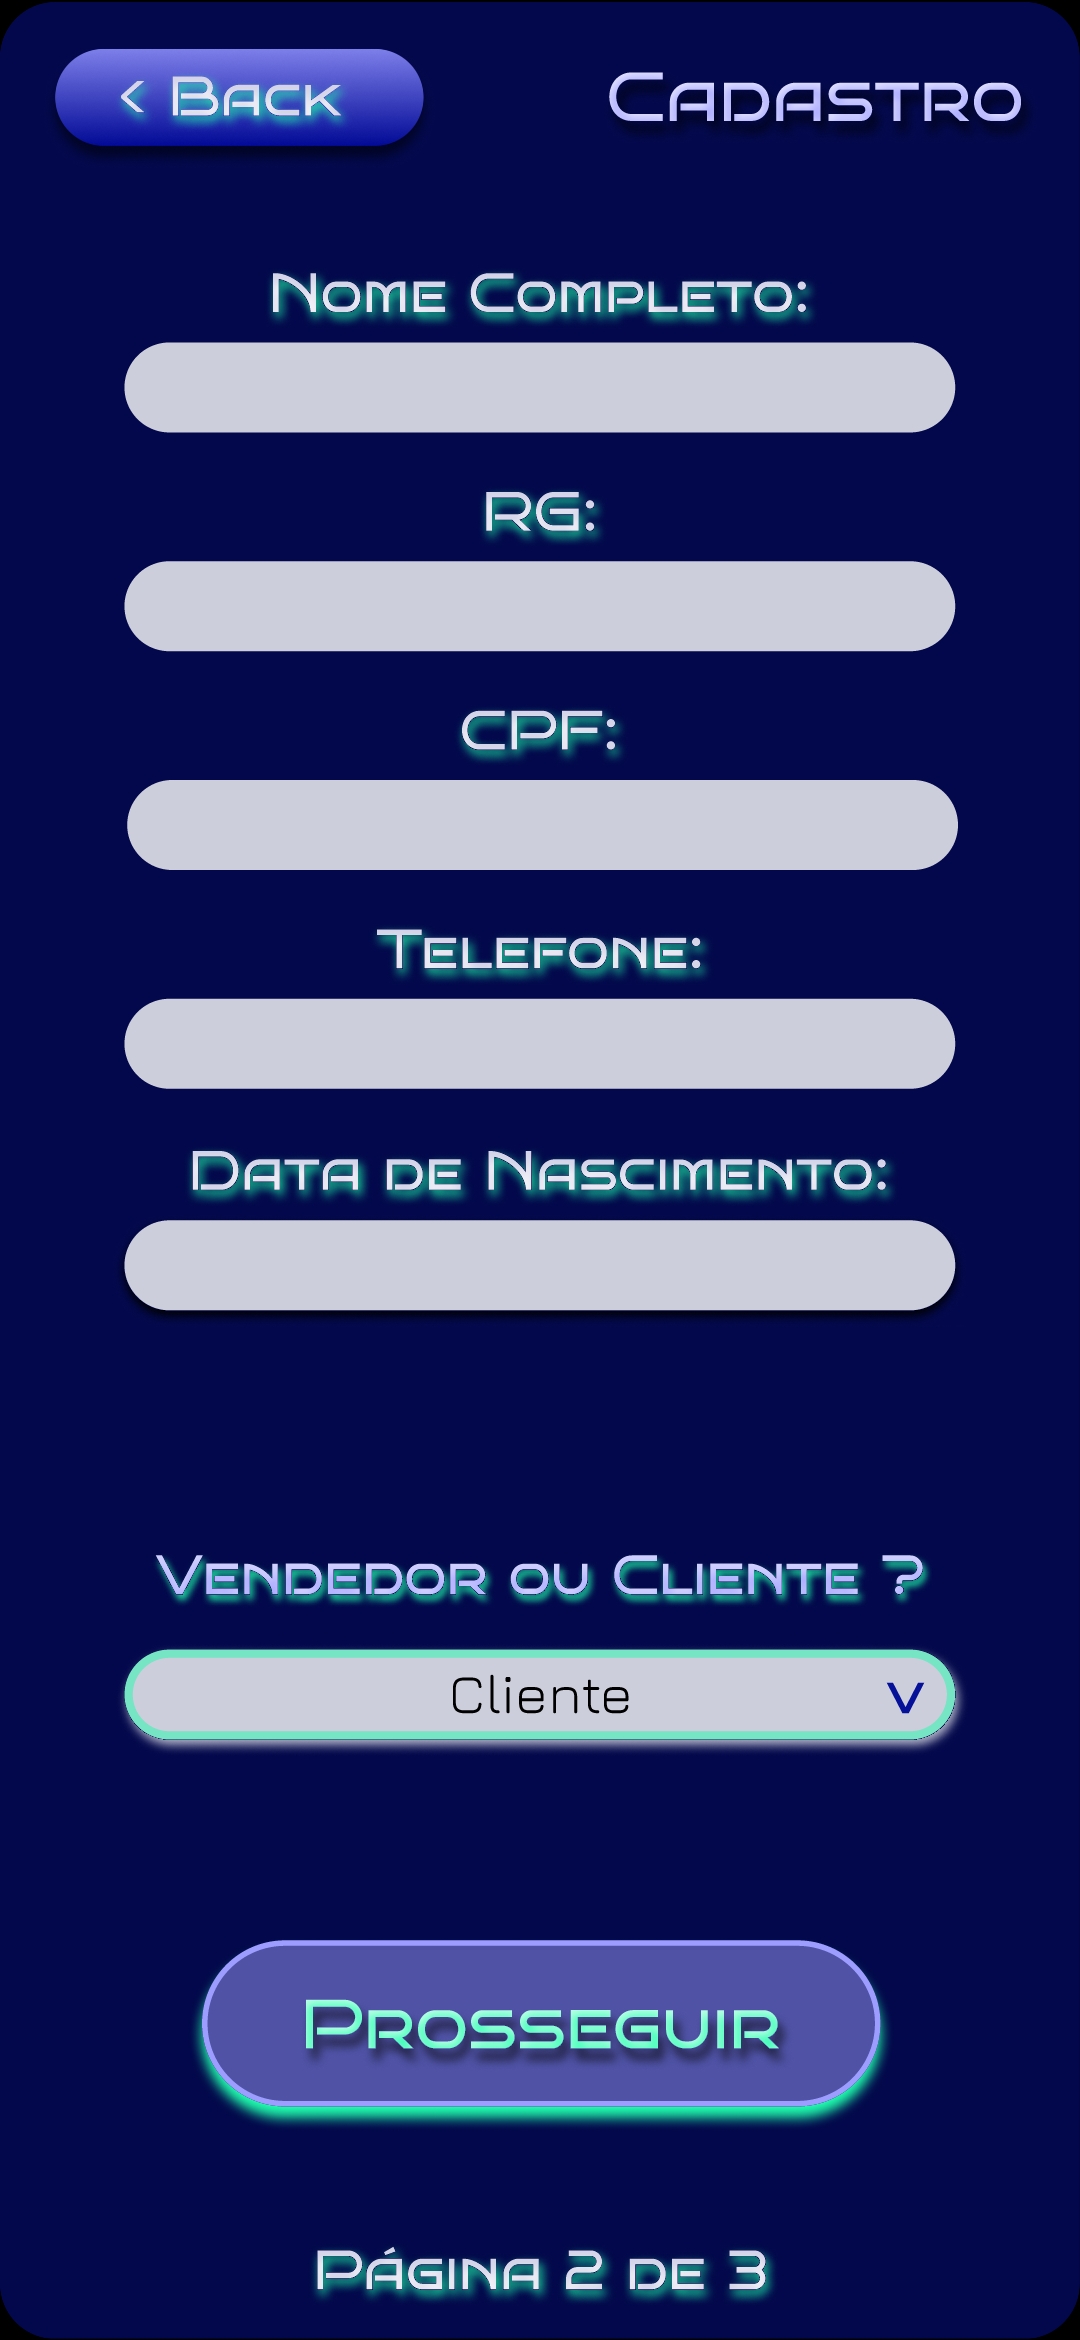 < Back
Cadastro
Nome Completo:
RG:
CPF:
Telefone:
Data de Nascimento:
Vendedor ou Cliente ?
Cliente V
Prosseguir
Página 2 de 3